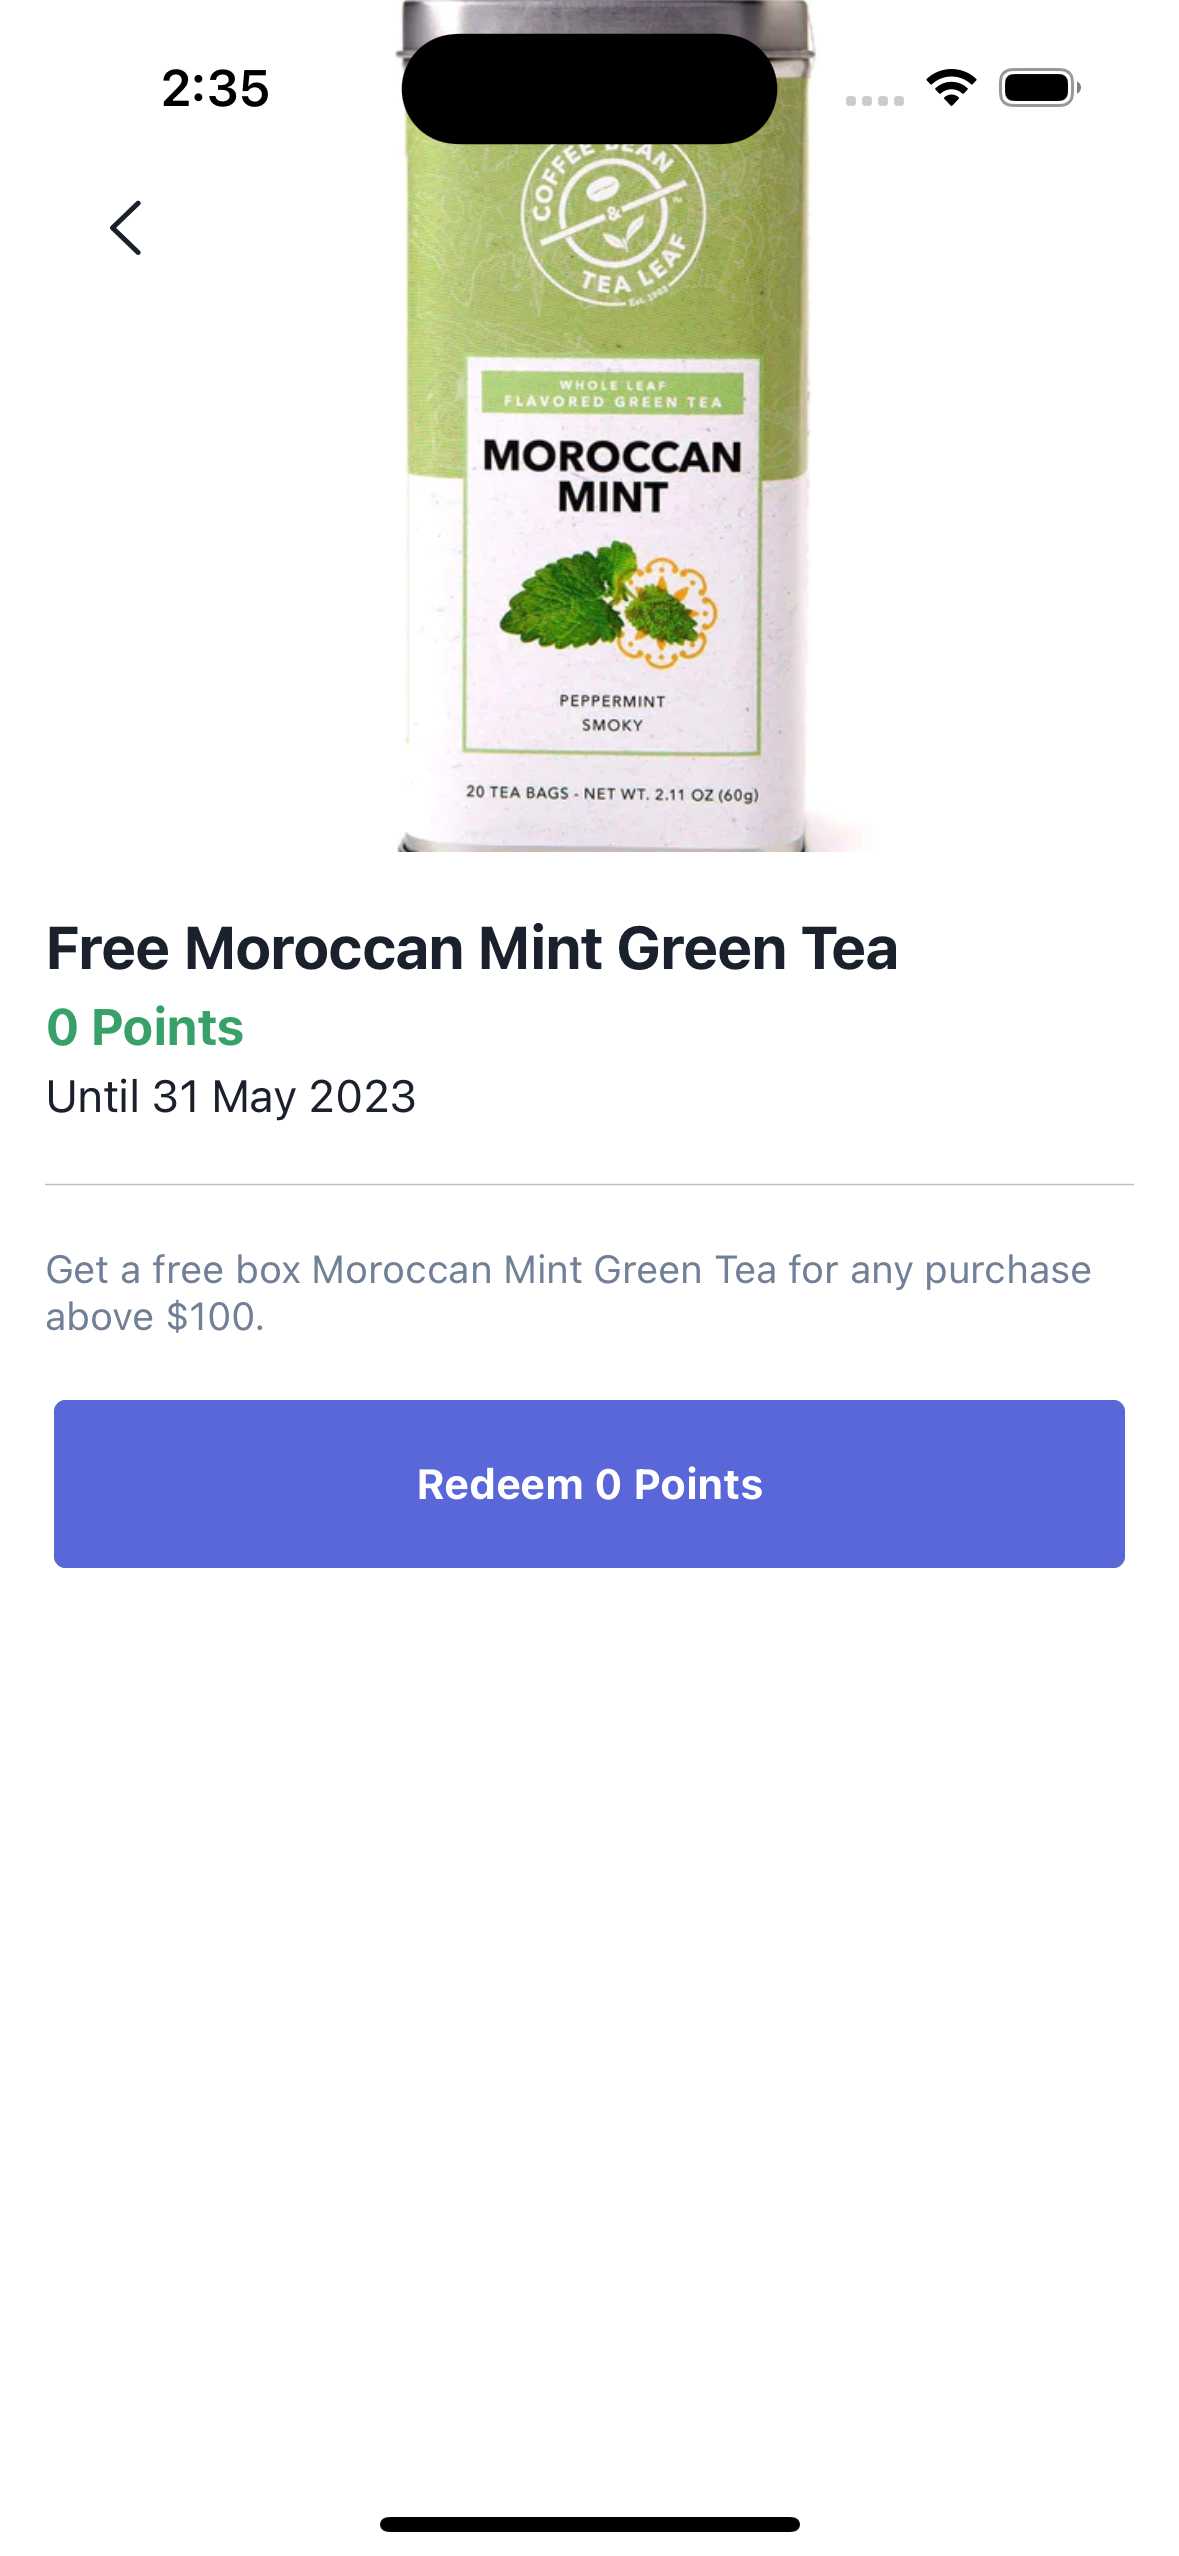 2:35
COFFEE BEAN
&
TM
TEA LEAF
Est. 1963
WHOLE LEAF
FLAVORED GREEN TEA
MOROCCAN
MINT
PEPPERMINT
SMOKY
20 TEA BAGS - NET WT. 2.11 OZ (60g)
Free Moroccan Mint Green Tea
0 Points
Until 31 May 2023
Get a free box Moroccan Mint Green Tea for any purchase
above $100.
Redeem 0 Points